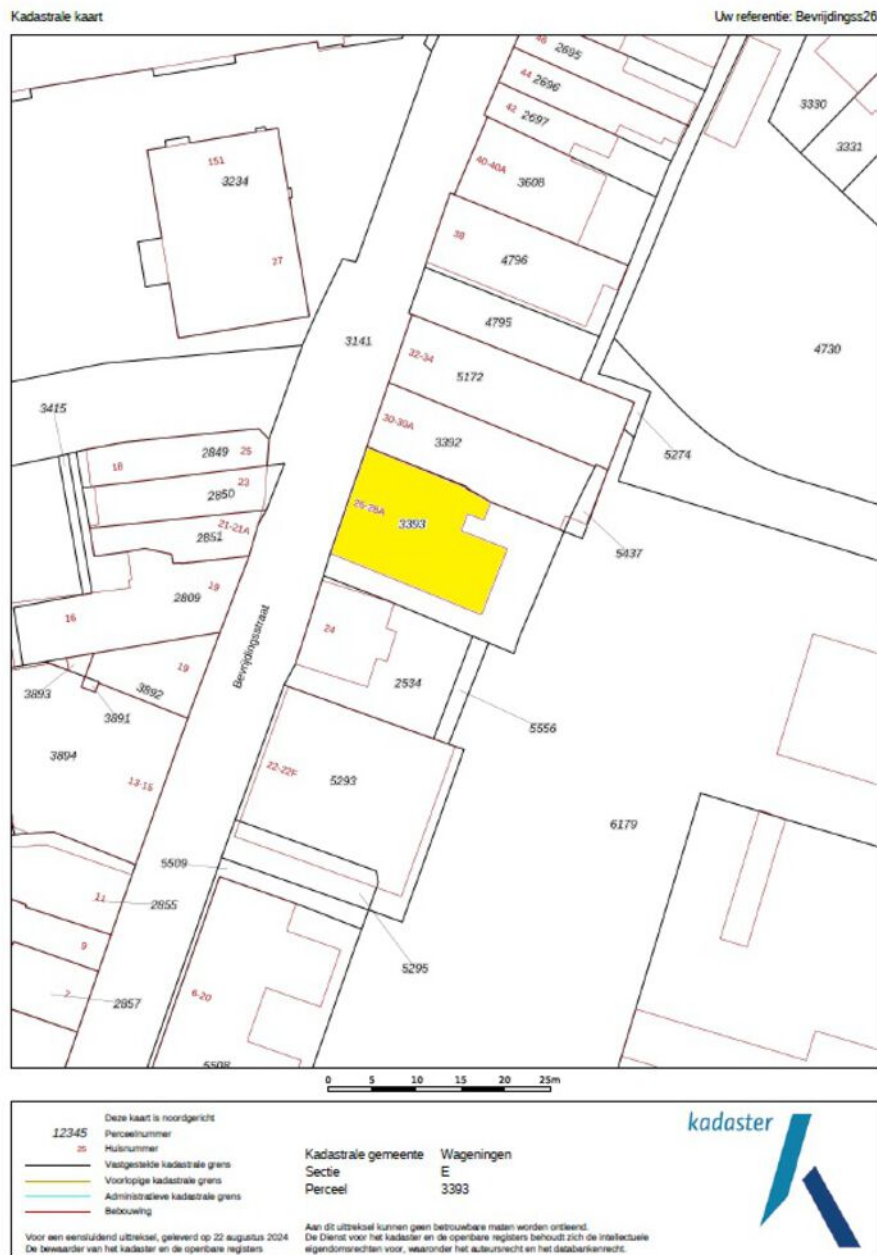 Kadastrale kaart
Uw referentie: Bevrijdingss26
46
2695
44
2696
42
2697
3330
3331
151
3234
40-40A
3608
27
38
4796
4795
3141
4730
32-34
5172
3415
30-30A
3392
5274
2849
25
18
23
2850
26-28A
3393
21-21A
2851
5437
19
2809
16
Bevrijdingsstraat
24
19
2534
3893
3892
3891
5556
3894
22-22F
5293
13-15
6179
5509
11
2855
9
5295
7
2857
6-20
5508
0 5 10 15 20 25m
Deze kaart is noordgericht
12345 Perceelnummer
25 Huisnummer
Vastgestelde kadastrale grens
Voorlopige kadastrale grens
Administratieve kadastrale grens
Bebouwing
Voor een eensluidend uittreksel, geleverd op 22 augustus 2024
De bewaarder van het kadaster en de openbare registers
Kadastrale gemeente Wageningen
Sectie E
Perceel 3393
Aan dit uittreksel kunnen geen betrouwbare maten worden ontleend.
De Dienst voor het kadaster en de openbare registers behoudt zich de intellectuele
eigendomsrechten voor, waaronder het auteursrecht en het databankenrecht.
kadaster